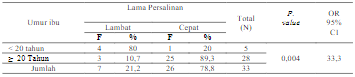 Umur ibu Lama Persalinan Total (N) P. value OR 95% CI
Lambat Cepat
F % F %
< 20 tahun 4 80 1 20 5 0,004 33,3
≥ 20 Tahun 3 10,7 25 89,3 28
Jumlah 7 21,2 26 78,8 33